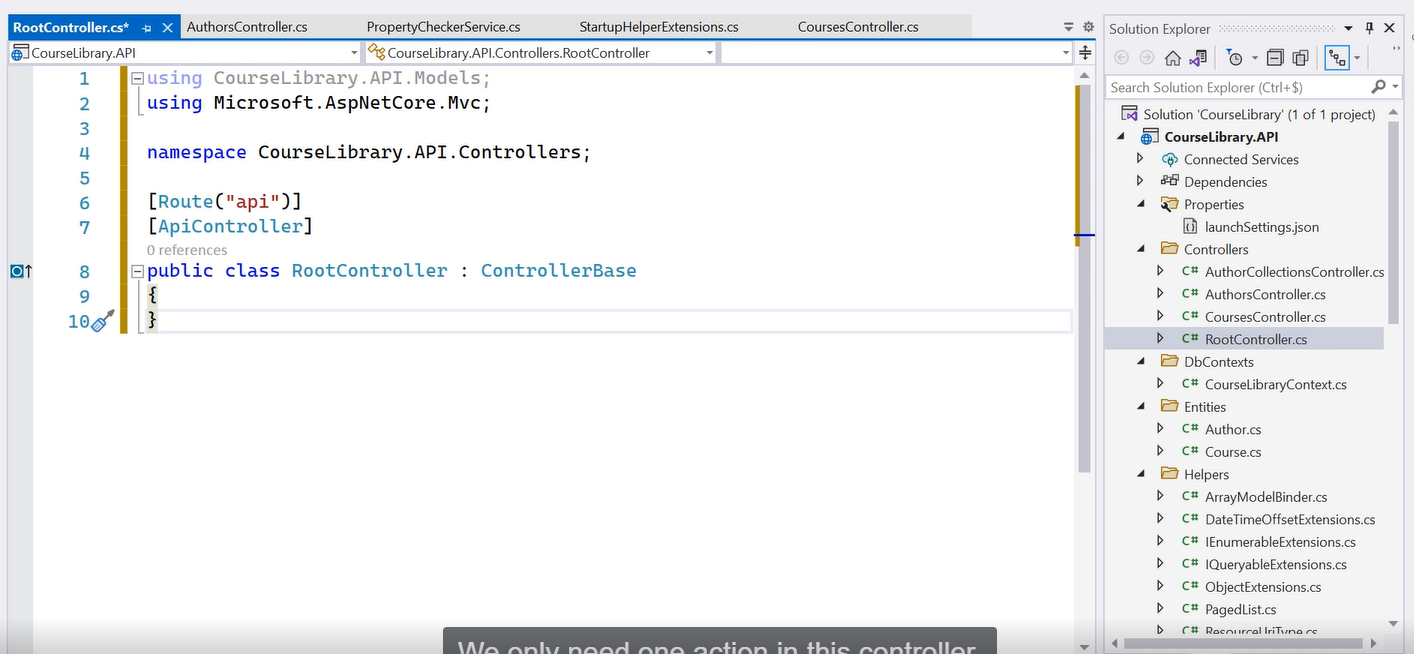 RootController.cs*
AuthorsController.cs
PropertyCheckerService.cs
StartupHelperExtensions.cs
CoursesController.cs
CourseLibrary.API
CourseLibrary.API.Controllers.RootController
1 using CourseLibrary.API.Models;
2 using Microsoft.AspNetCore.Mvc;
3
4 namespace CourseLibrary.API.Controllers;
5
6 [Route("api")]
7 [ApiController]
0 references
8 public class RootController : ControllerBase
9 {
10 }
We only need one action in this controller
Solution Explorer
Search Solution Explorer (Ctrl+$)
Solution 'CourseLibrary' (1 of 1 project)
CourseLibrary.API
Connected Services
Dependencies
Properties
launchSettings.json
Controllers
C# AuthorCollectionsController.cs
C# AuthorsController.cs
C# CoursesController.cs
C# RootController.cs
DbContexts
C# CourseLibraryContext.cs
Entities
C# Author.cs
C# Course.cs
Helpers
C# ArrayModelBinder.cs
C# DateTimeOffsetExtensions.cs
C# IEnumerableExtensions.cs
C# IQueryableExtensions.cs
C# ObjectExtensions.cs
C# PagedList.cs
C# ResourceUriType.cs